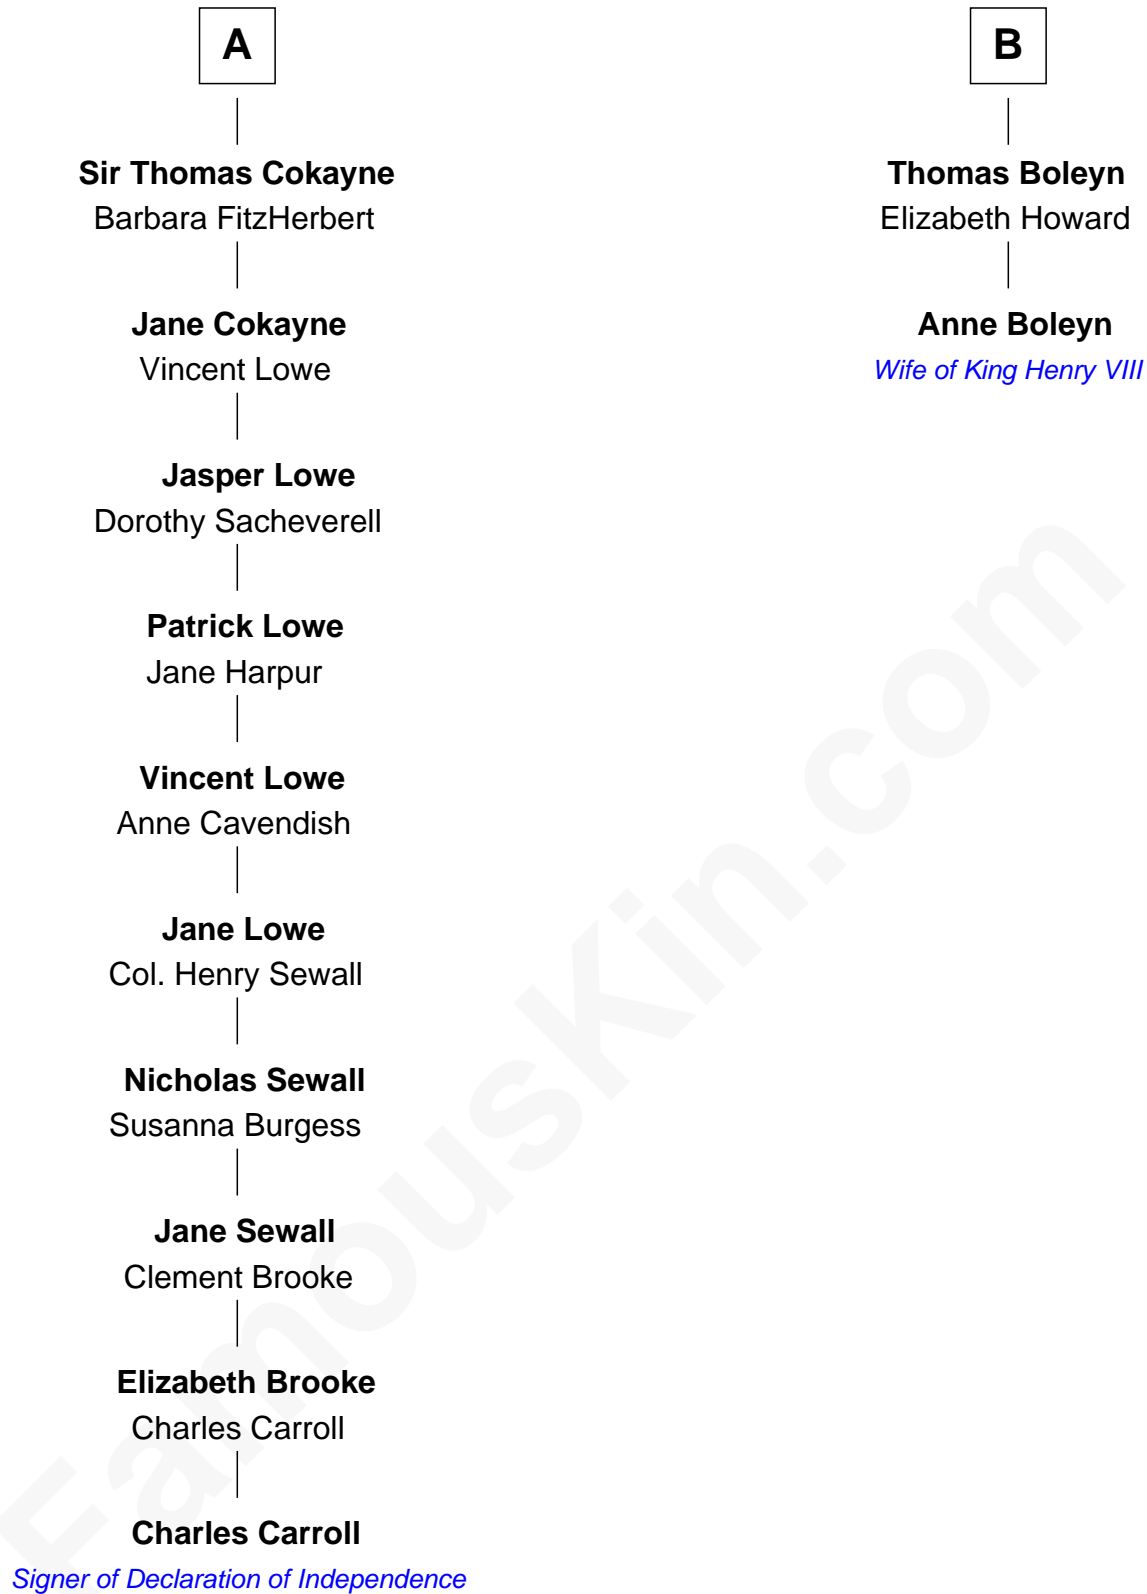 A
Sir Thomas Cokayne
Barbara FitzHerbert
Jane Cokayne
Vincent Lowe
Jasper Lowe
Dorothy Sacheverell
Patrick Lowe
Jane Harpur
Vincent Lowe
Anne Cavendish
Jane Lowe
Col. Henry Sewall
Nicholas Sewall
Susanna Burgess
Jane Sewall
Clement Brooke
Elizabeth Brooke
Charles Carroll
Charles Carroll
Signer of Declaration of Independence
B
Thomas Boleyn
Elizabeth Howard
Anne Boleyn
Wife of King Henry VIII
FamousKin.com